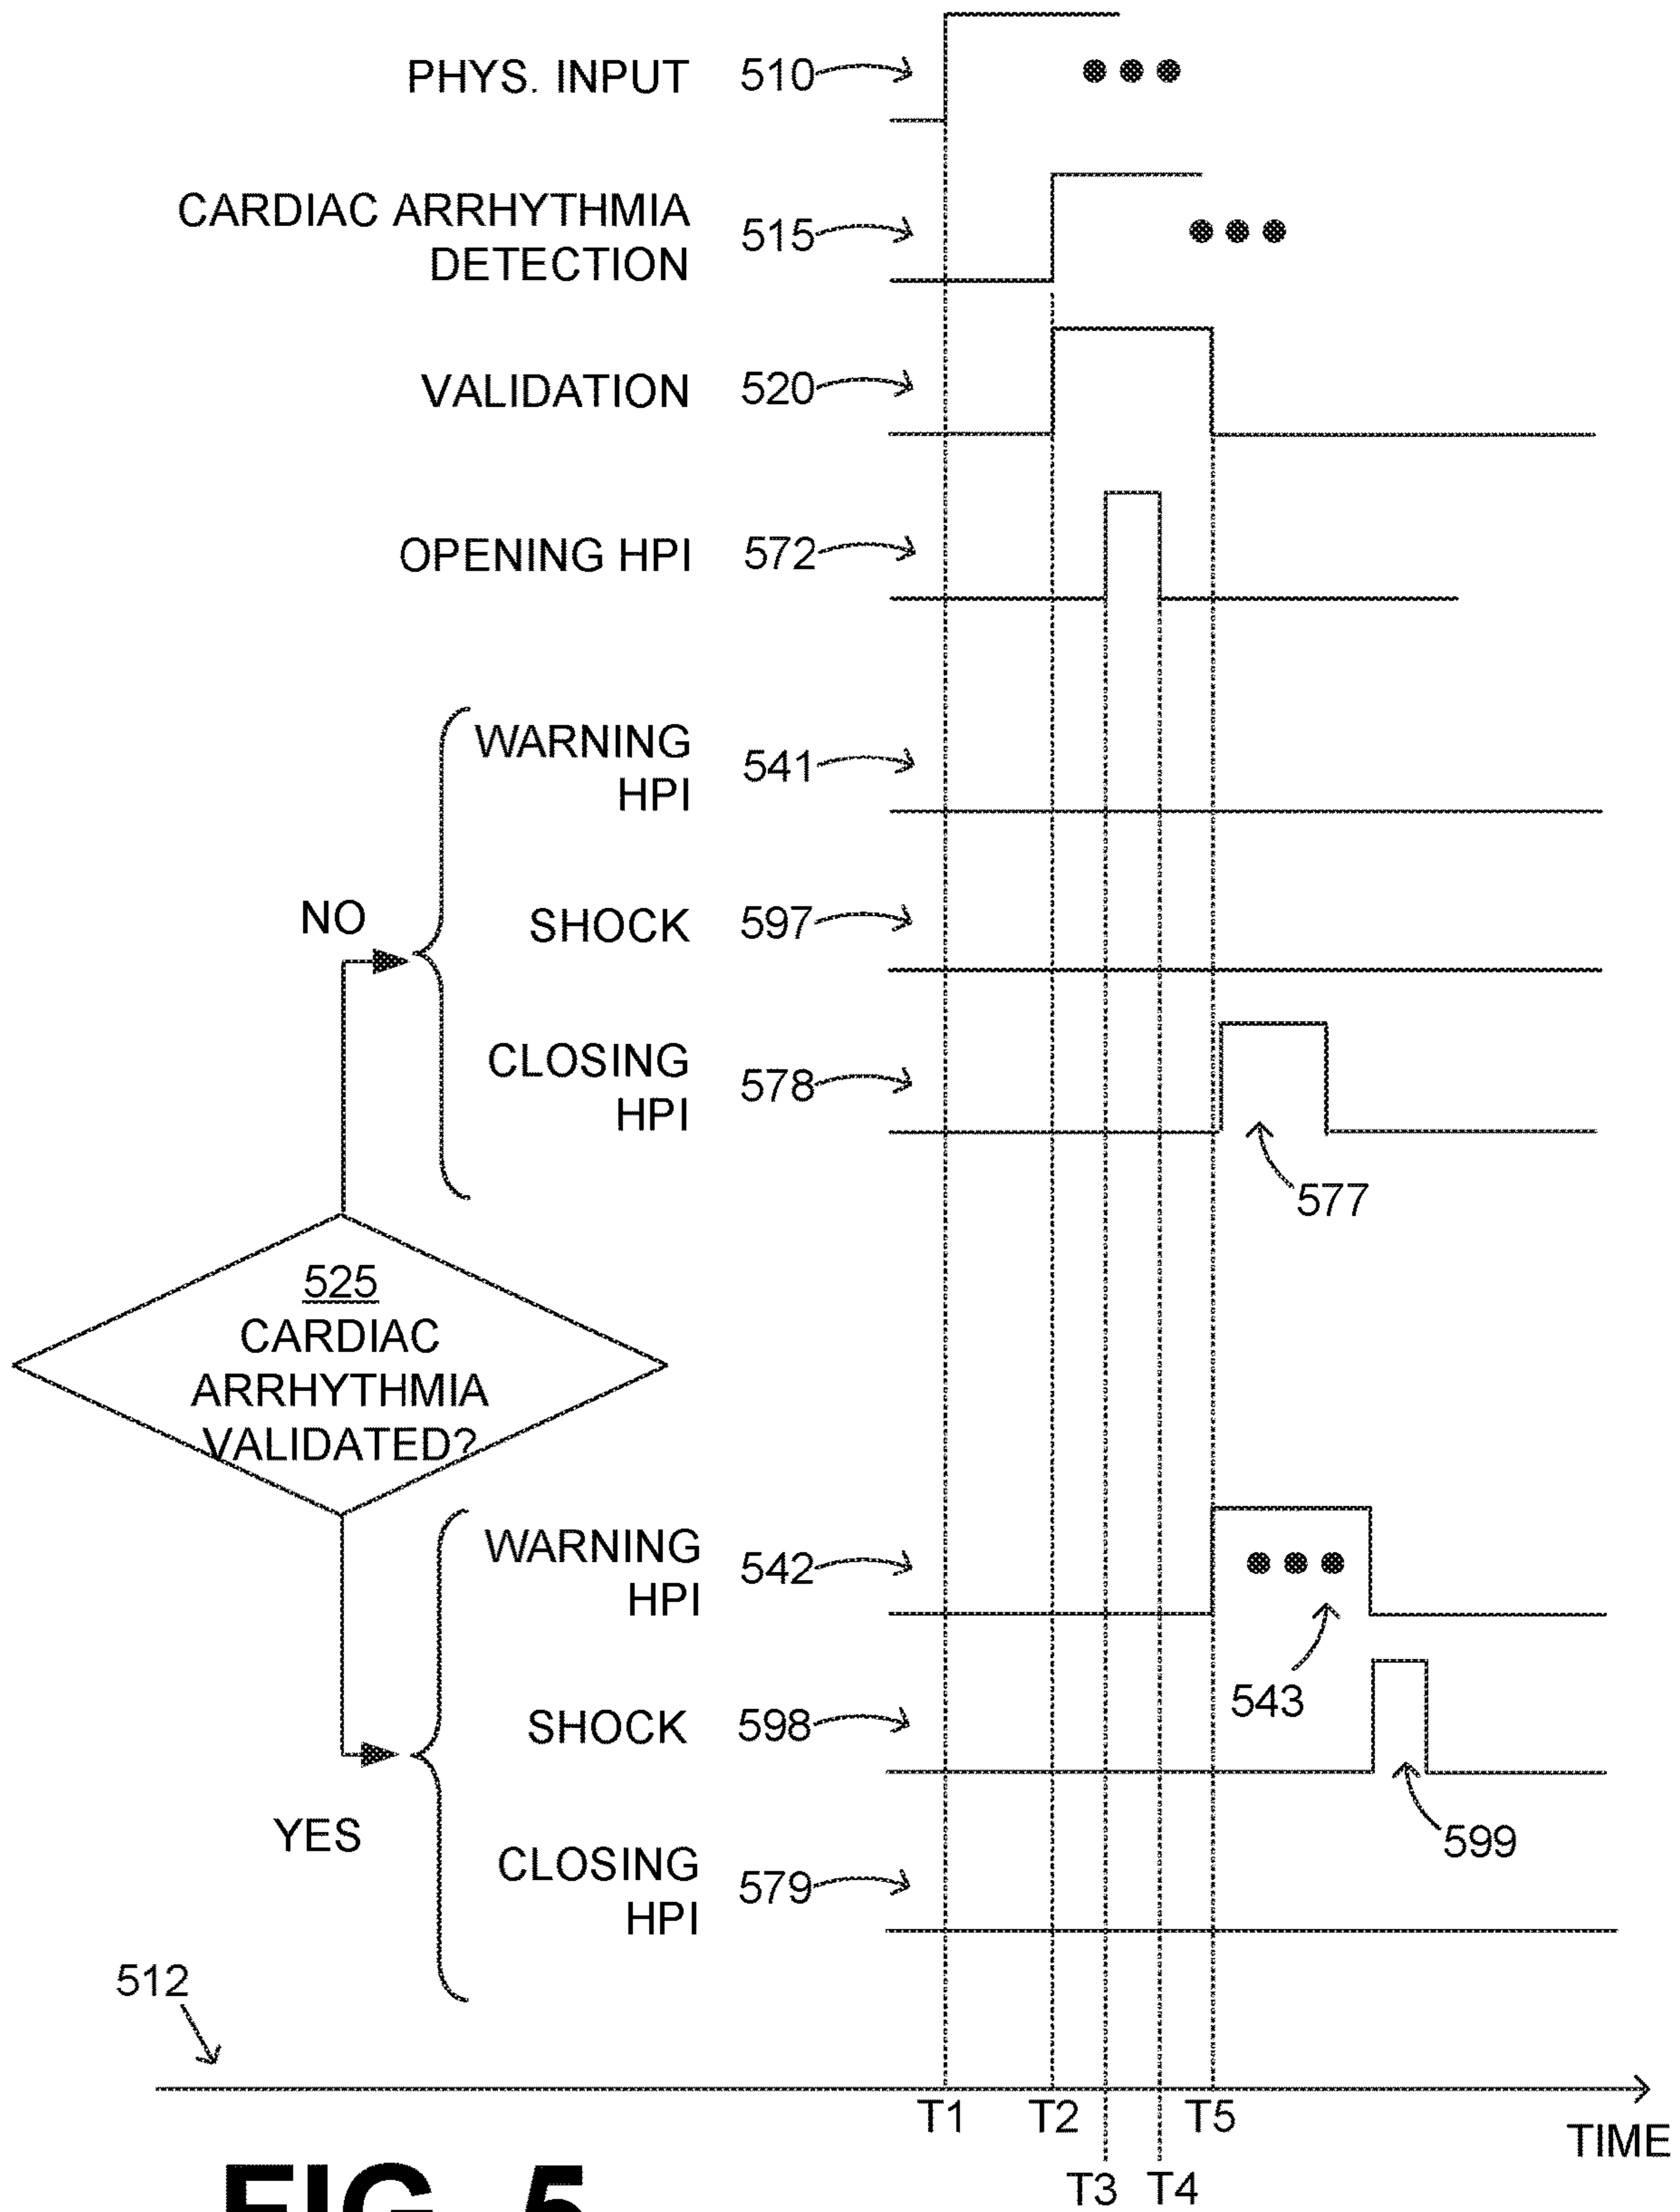 PHYS. INPUT 510
CARDIAC ARRHYTHMIA
DETECTION
515
VALIDATION 520
OPENING HPI 572
WARNING
HPI
541
NO
SHOCK 597
CLOSING
HPI
578
577
525
CARDIAC
ARRHYTHMIA
VALIDATED?
WARNING
HPI
542
543
SHOCK 598
599
YES
CLOSING
HPI
579
512
T1 T2 T5
TIME
T3 T4
FIG. 5